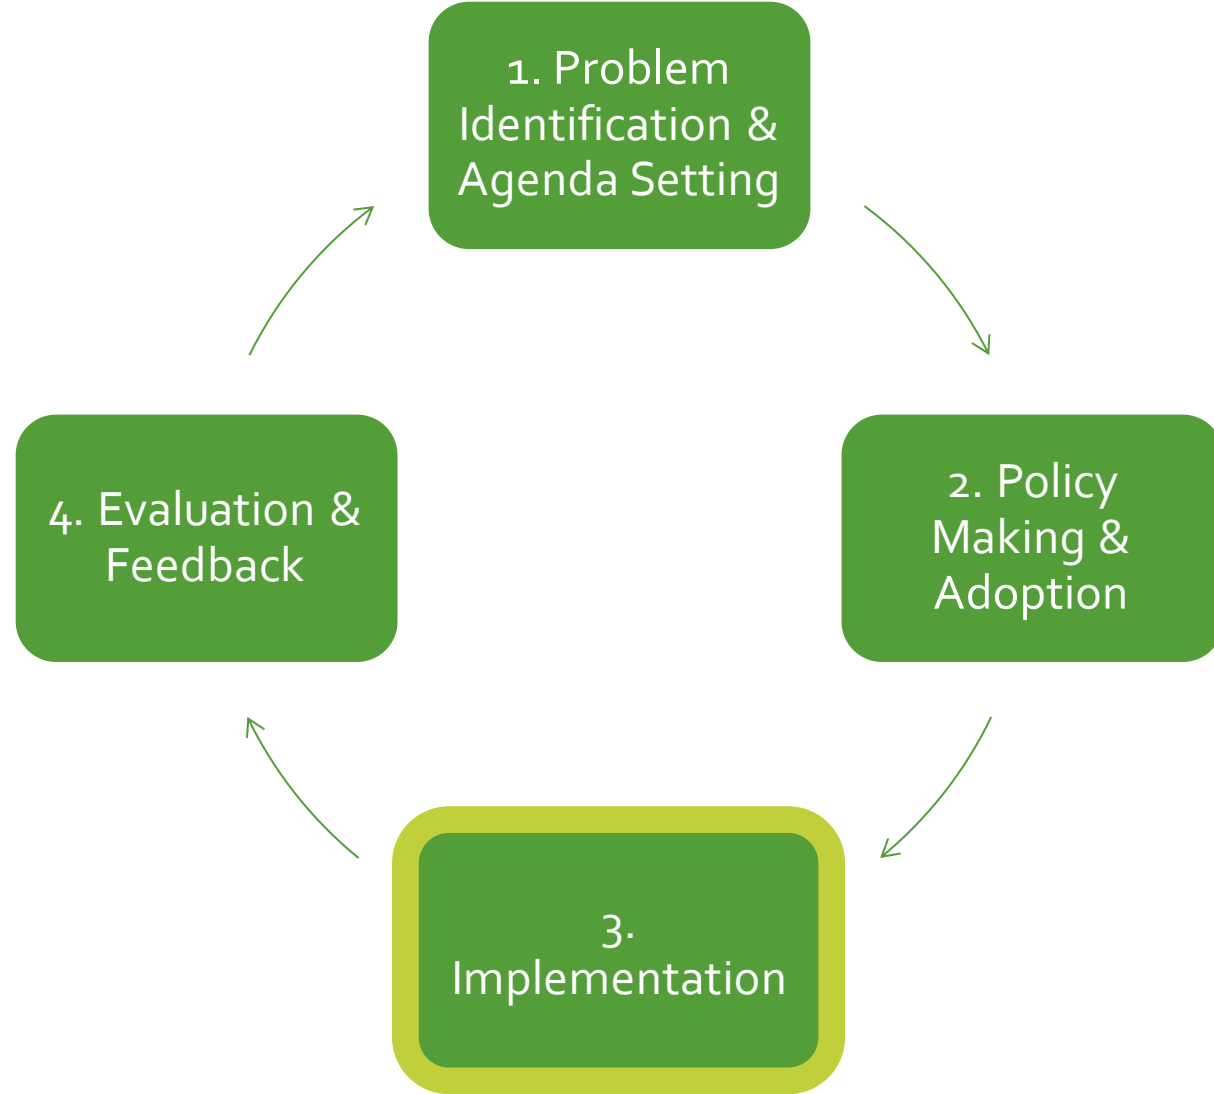 1. Problem
Identification &
Agenda Setting
2. Policy
Making &
Adoption
3.
Implementation
4. Evaluation &
Feedback